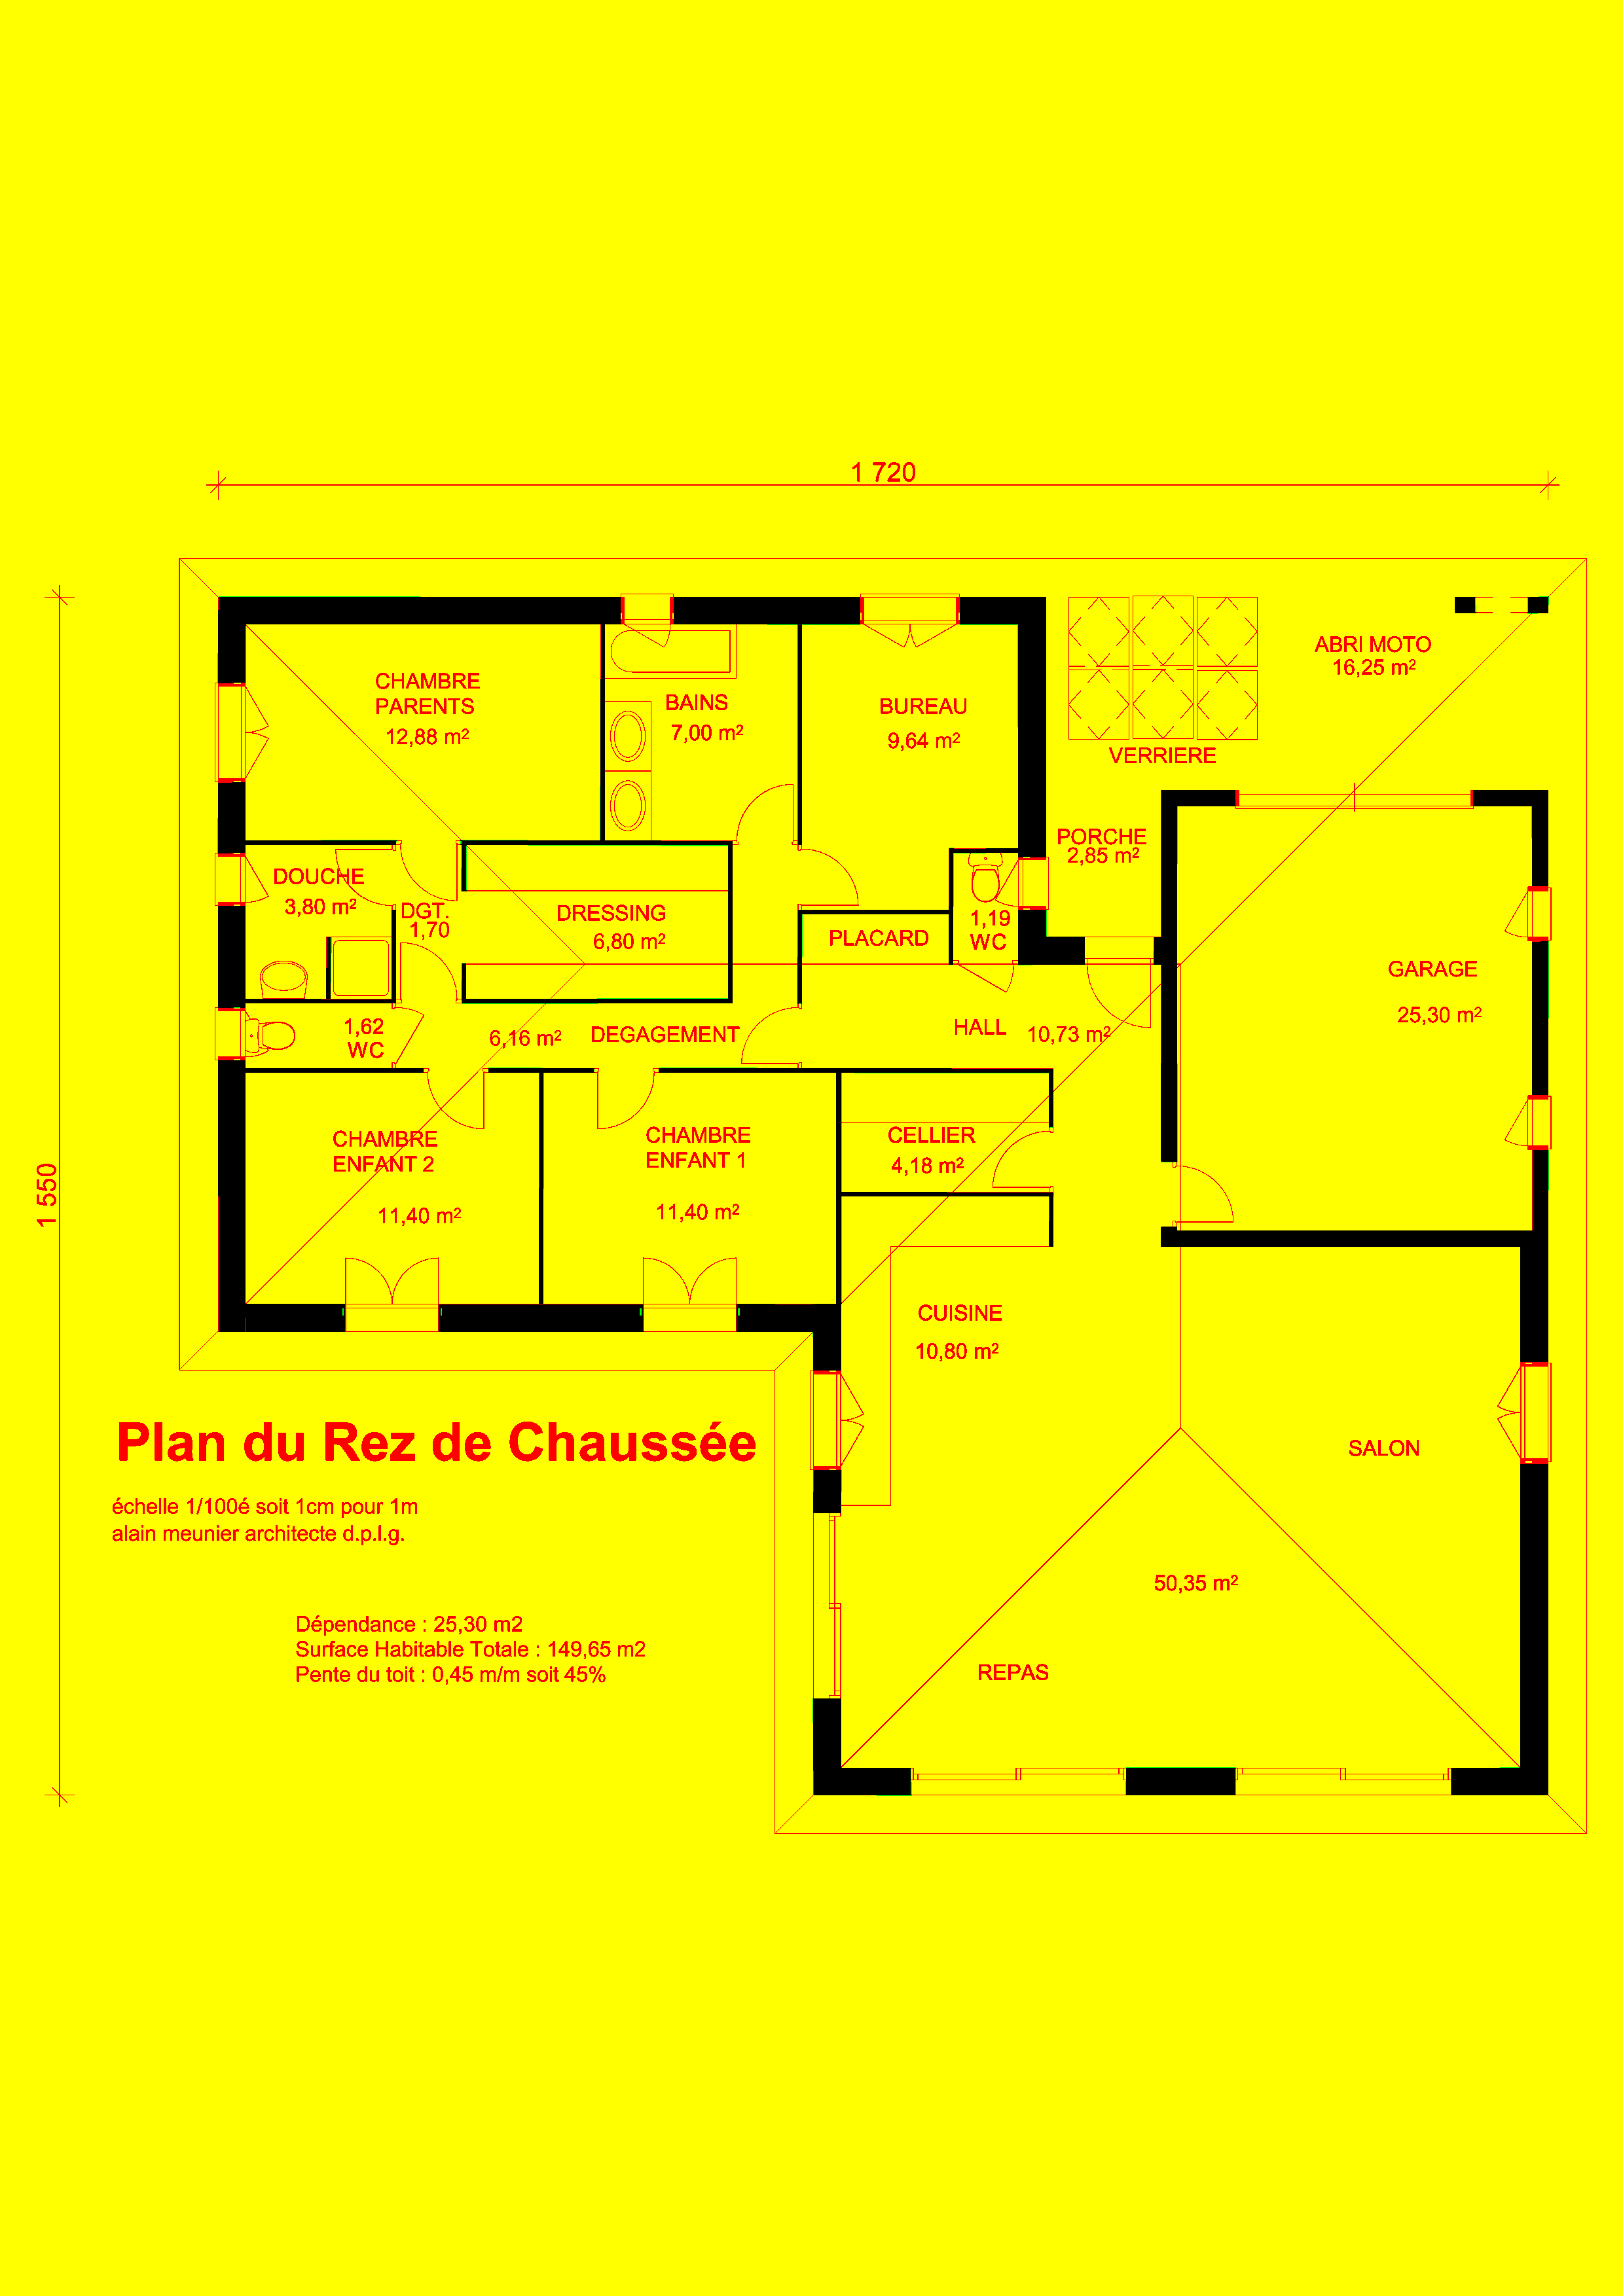 1 720
ABRI MOTO
16,25 m²
CHAMBRE
PARENTS
12,88 m²
BAINS
7,00 m²
BUREAU
9,64 m²
VERRIERE
PORCHE
2,85 m²
DOUCHE
3,80 m²
DGT.
1,70
DRESSING
6,80 m²
PLACARD
1,19
WC
GARAGE
25,30 m²
1,62
WC
6,16 m²
DEGAGEMENT
HALL
10,73 m²
CHAMBRE
ENFANT 2
11,40 m²
CHAMBRE
ENFANT 1
11,40 m²
CELLIER
4,18 m²
1 550
CUISINE
10,80 m²
SALON
50,35 m²
REPAS
Plan du Rez de Chaussée
échelle 1/100é soit 1cm pour 1m
alain meunier architecte d.p.l.g.
Dépendance : 25,30 m2
Surface Habitable Totale : 149,65 m2
Pente du toit : 0,45 m/m soit 45%